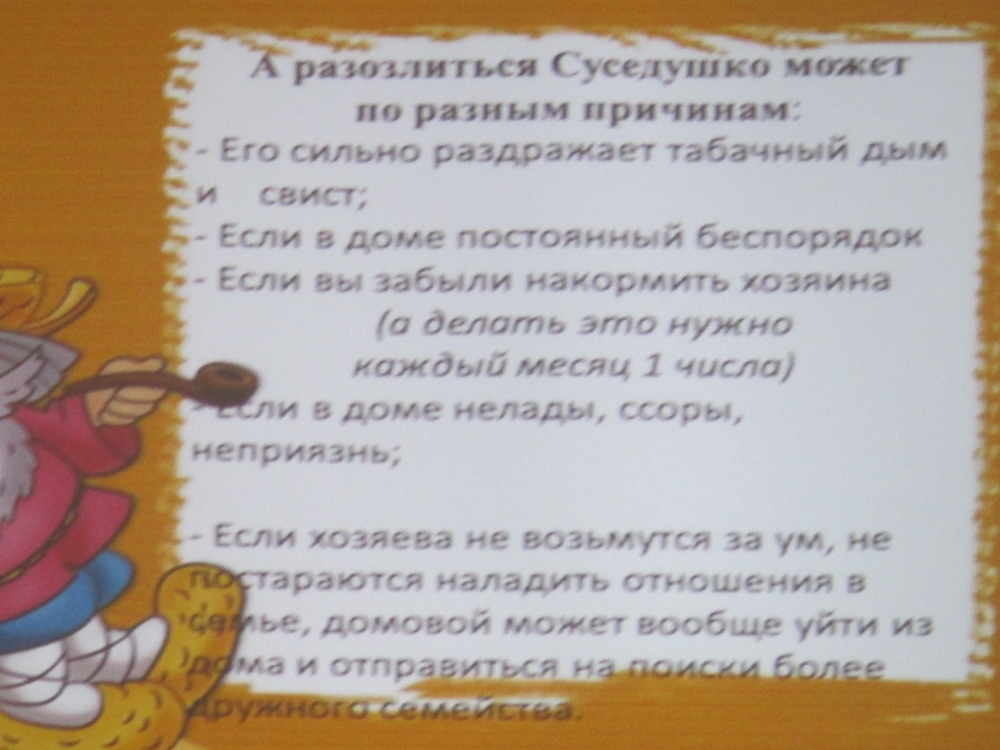 А разозлиться Суседушко может
по разным причинам:
- Его сильно раздражает табачный дым
и свист;
- Если в доме постоянный беспорядок
- Если вы забыли накормить хозяина
(а делать это нужно
каждый месяц 1 числа)
- Если в доме нелады, ссоры,
неприязнь;
- Если хозяева не возьмутся за ум, не
постараются наладить отношения в
семье, домовой может вообще уйти из
дома и отправиться на поиски более
дружного семейства.